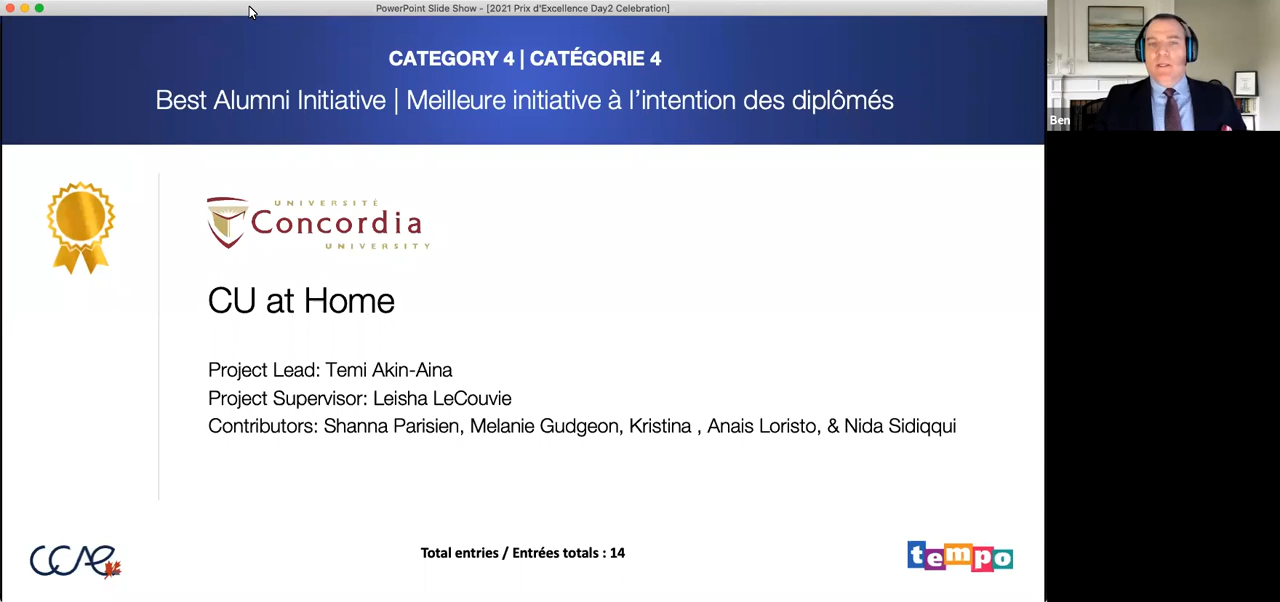 PowerPoint Slide Show - [2021 Prix d'Excellence Day2 Celebration]
CATEGORY 4 | CATÉGORIE 4
Best Alumni Initiative | Meilleure initiative à l’intention des diplômés
Ben
UNIVERSITÉ
Concordia
UNIVERSITY
CU at Home
Project Lead: Temi Akin-Aina
Project Supervisor: Leisha LeCouvie
Contributors: Shanna Parisien, Melanie Gudgeon, Kristina , Anais Loristo, & Nida Sidiqqui
CCAE
Total entries / Entrées totals : 14
tempo